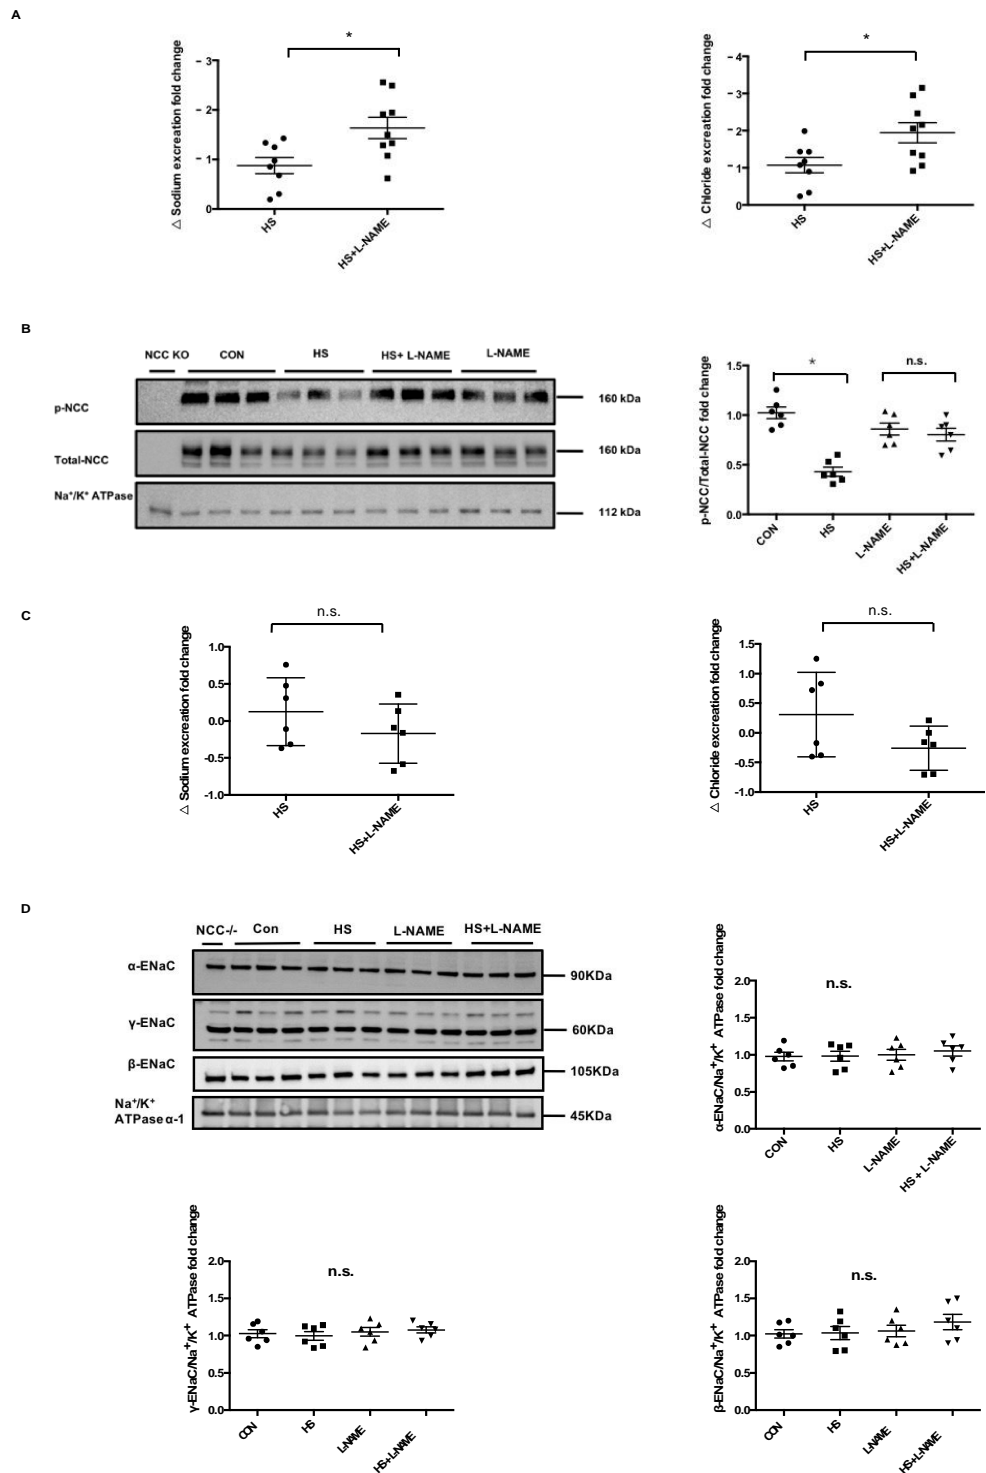 A
*
△ Sodium excreation fold change
- 3
- 2
- 1
0
HS
HS+L-NAME
*
△ Chloride excreation fold change
- 4
- 3
- 2
- 1
0
HS
HS+L-NAME
B
NCC KO CON HS HS+ L-NAME L-NAME
p-NCC 160 kDa
Total-NCC 160 kDa
Na⁺/K⁺ ATPase 112 kDa
p-NCC/Total-NCC fold change
* n.s.
1.5
1.0
0.5
0.0
CON
HS
L-NAME
HS+L-NAME
C
n.s.
△ Sodium excreation fold change
1.0
0.5
0.0
-0.5
-1.0
HS
HS+L-NAME
n.s.
△ Chloride excreation fold change
1.5
1.0
0.5
0.0
-0.5
-1.0
HS
HS+L-NAME
D
NCC-/- Con HS L-NAME HS+L-NAME
α-ENaC 90KDa
γ-ENaC 60KDa
β-ENaC 105KDa
Na⁺/K⁺
ATPase α-1 45KDa
α-ENaC/Na⁺/K⁺ ATPase fold change
n.s.
2.0
1.5
1.0
0.5
0.0
CON
HS
L-NAME
HS + L-NAME
γ-ENaC/Na⁺/K⁺ ATPase fold change
n.s.
2.0
1.5
1.0
0.5
0.0
CON
HS
L-NAME
HS+L-NAME
β-ENaC/Na⁺/K⁺ ATPase fold change
n.s.
2.0
1.5
1.0
0.5
0.0
CON
HS
L-NAME
HS+L-NAME